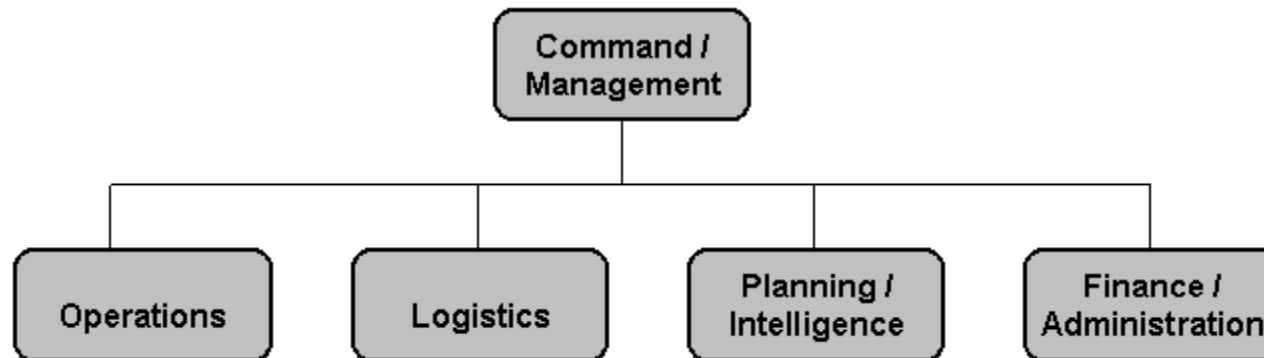 Command /
Management
Operations
Logistics
Planning /
Intelligence
Finance /
Administration